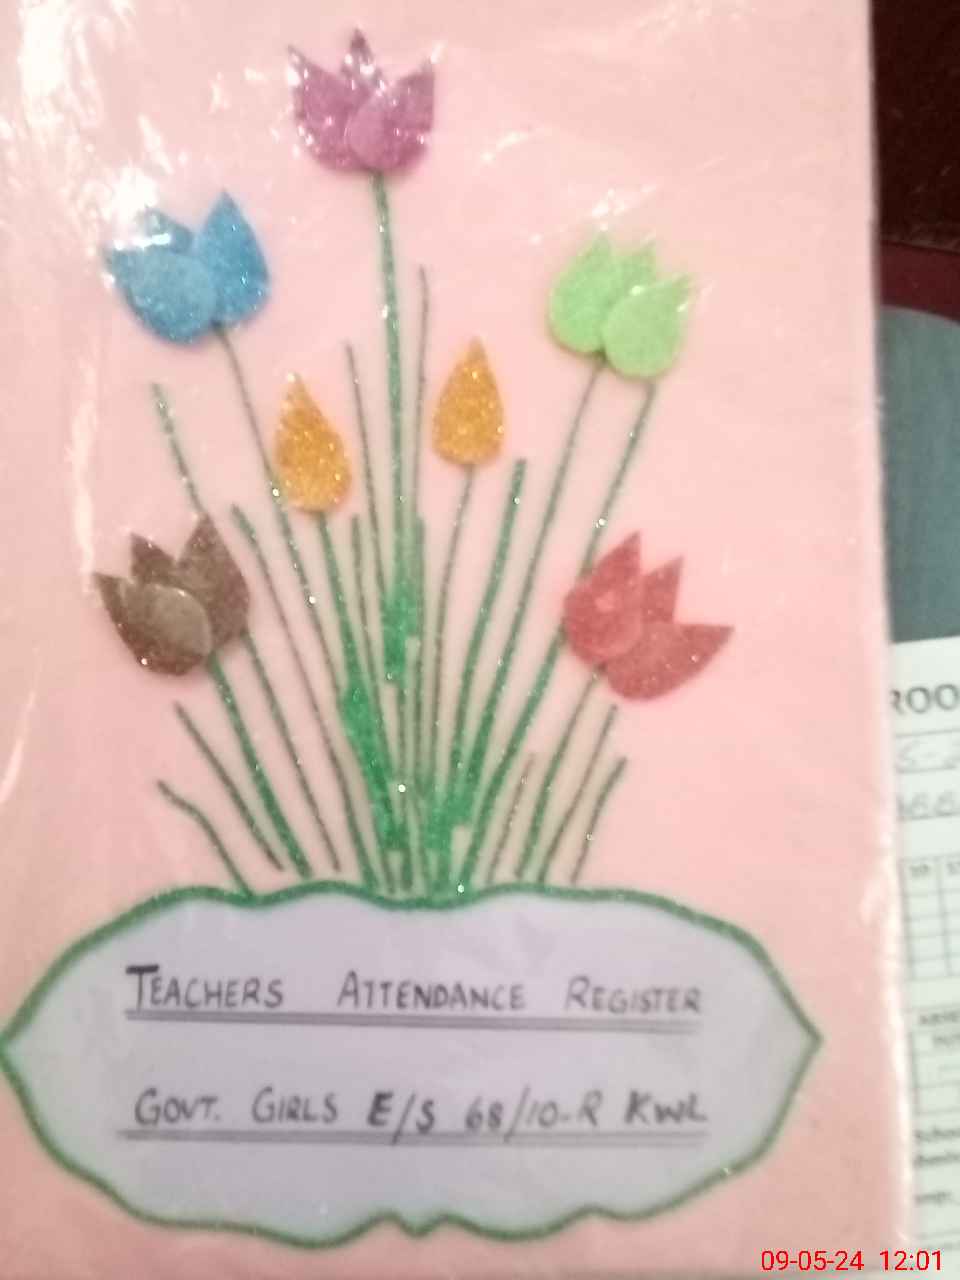 TEACHERS ATTENDANCE REGISTER
GOVT. GIRLS E/S 68/10-R KWL
09-05-24 12:01